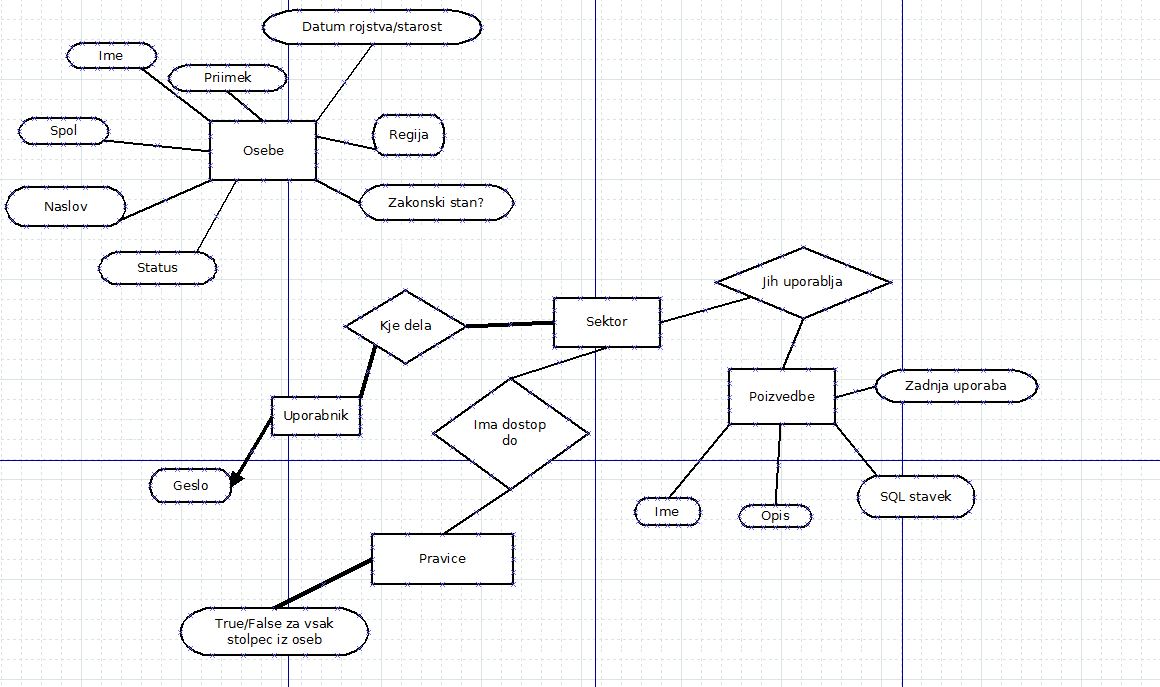 Datum rojstva/starost
Ime
Priimek
Spol
Osebe
Regija
Naslov
Zakonski stan?
Status
Jih uporablja
Kje dela
Sektor
Zadnja uporaba
Poizvedbe
Uporabnik
Ima dostop
do
Geslo
SQL stavek
Ime
Opis
Pravice
True/False za vsak
stolpec iz oseb